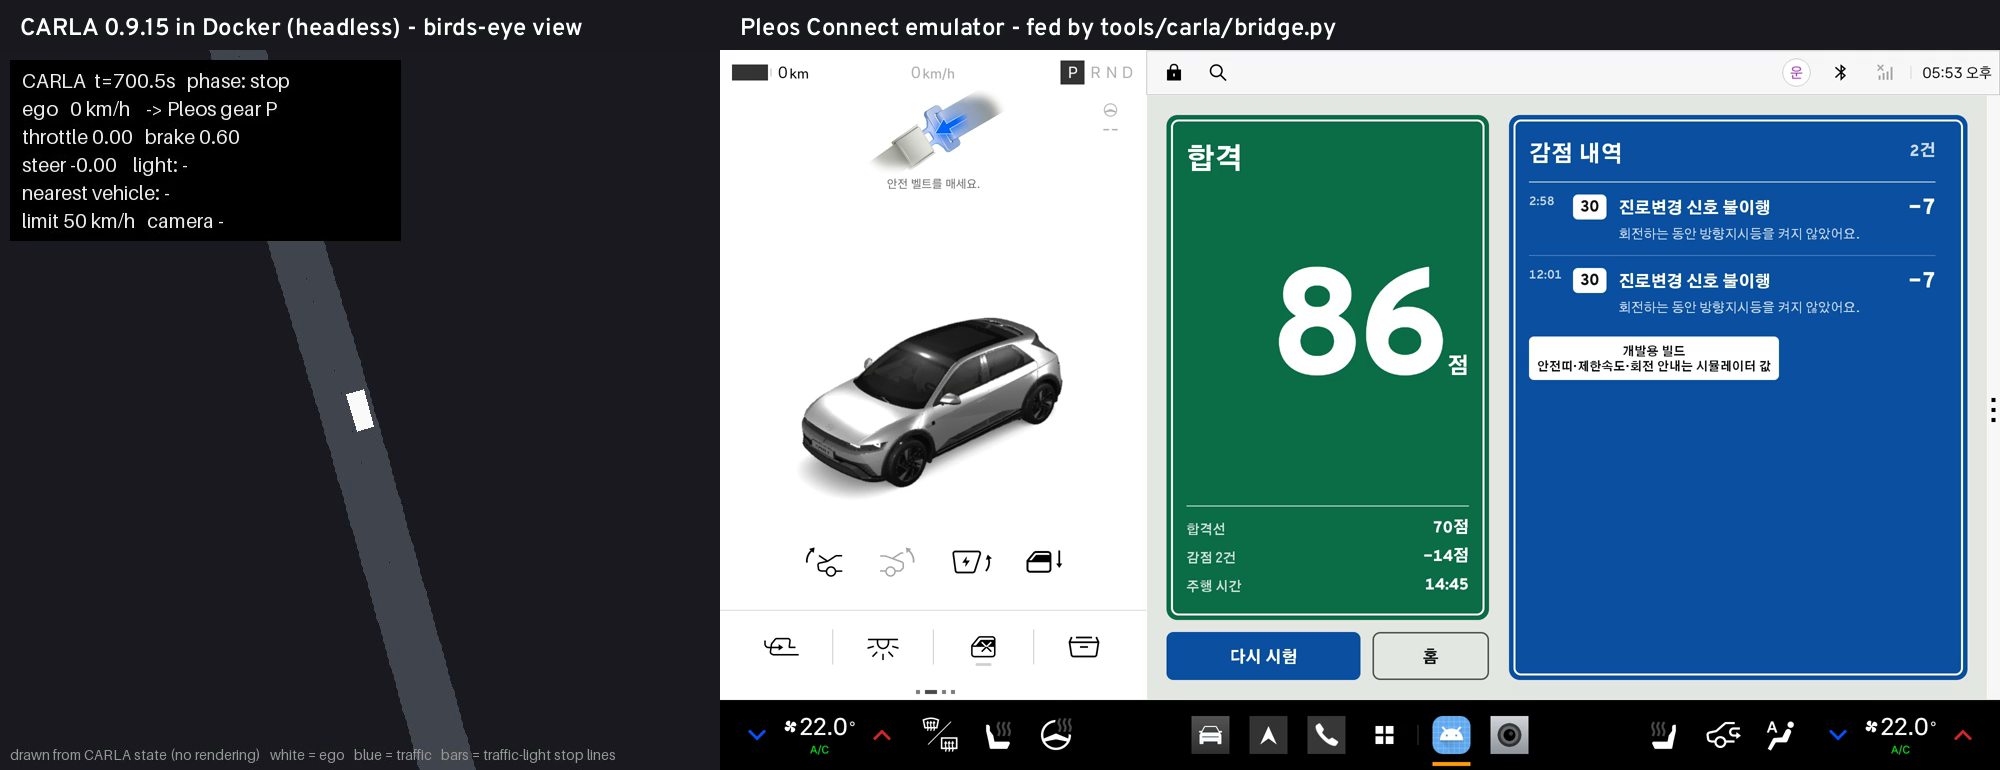 CARLA 0.9.15 in Docker (headless) - birds-eye view
Pleos Connect emulator - fed by tools/carla/bridge.py
CARLA t=700.5s phase: stop
ego 0 km/h -> Pleos gear P
throttle 0.00 brake 0.60
steer -0.00 light: -
nearest vehicle: -
limit 50 km/h camera -
drawn from CARLA state (no rendering) white = ego blue = traffic bars = traffic-light stop lines
0 km
0 km/h
P R N D
--
안전 벨트를 매세요.
운
05:53 오후
합격
86점
합격선 70점
감점 2건 -14점
주행 시간 14:45
다시 시험
홈
감점 내역 2건
2:58 30 진로변경 신호 불이행 -7
회전하는 동안 방향지시등을 켜지 않았어요.
12:01 30 진로변경 신호 불이행 -7
회전하는 동안 방향지시등을 켜지 않았어요.
개발용 빌드
안전띠·제한속도·회전 안내는 시뮬레이터 값
22.0°
A/C
A
22.0°
A/C